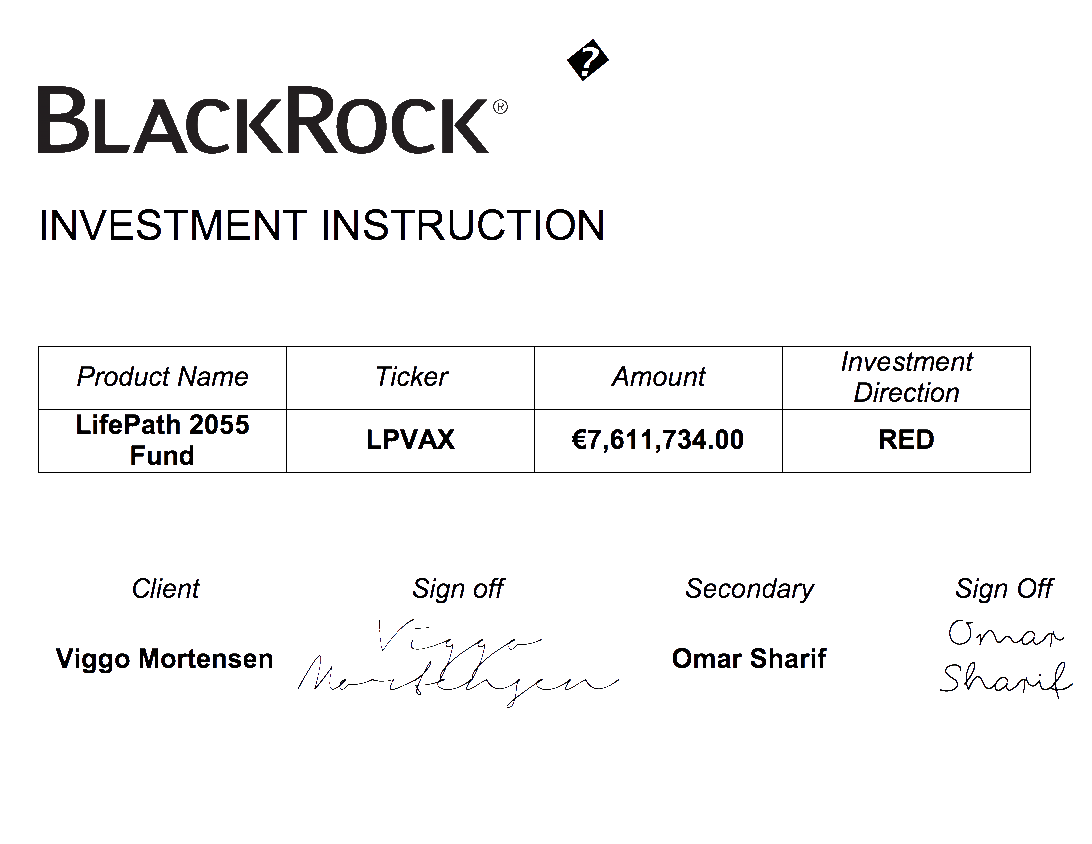 �
BLACKROCK®
INVESTMENT INSTRUCTION
Product Name Ticker Amount Investment Direction
LifePath 2055 Fund LPVAX €7,611,734.00 RED
Client Sign off Secondary Sign Off
Viggo Mortensen Viggo Mortensen Omar Sharif Omar Sharif